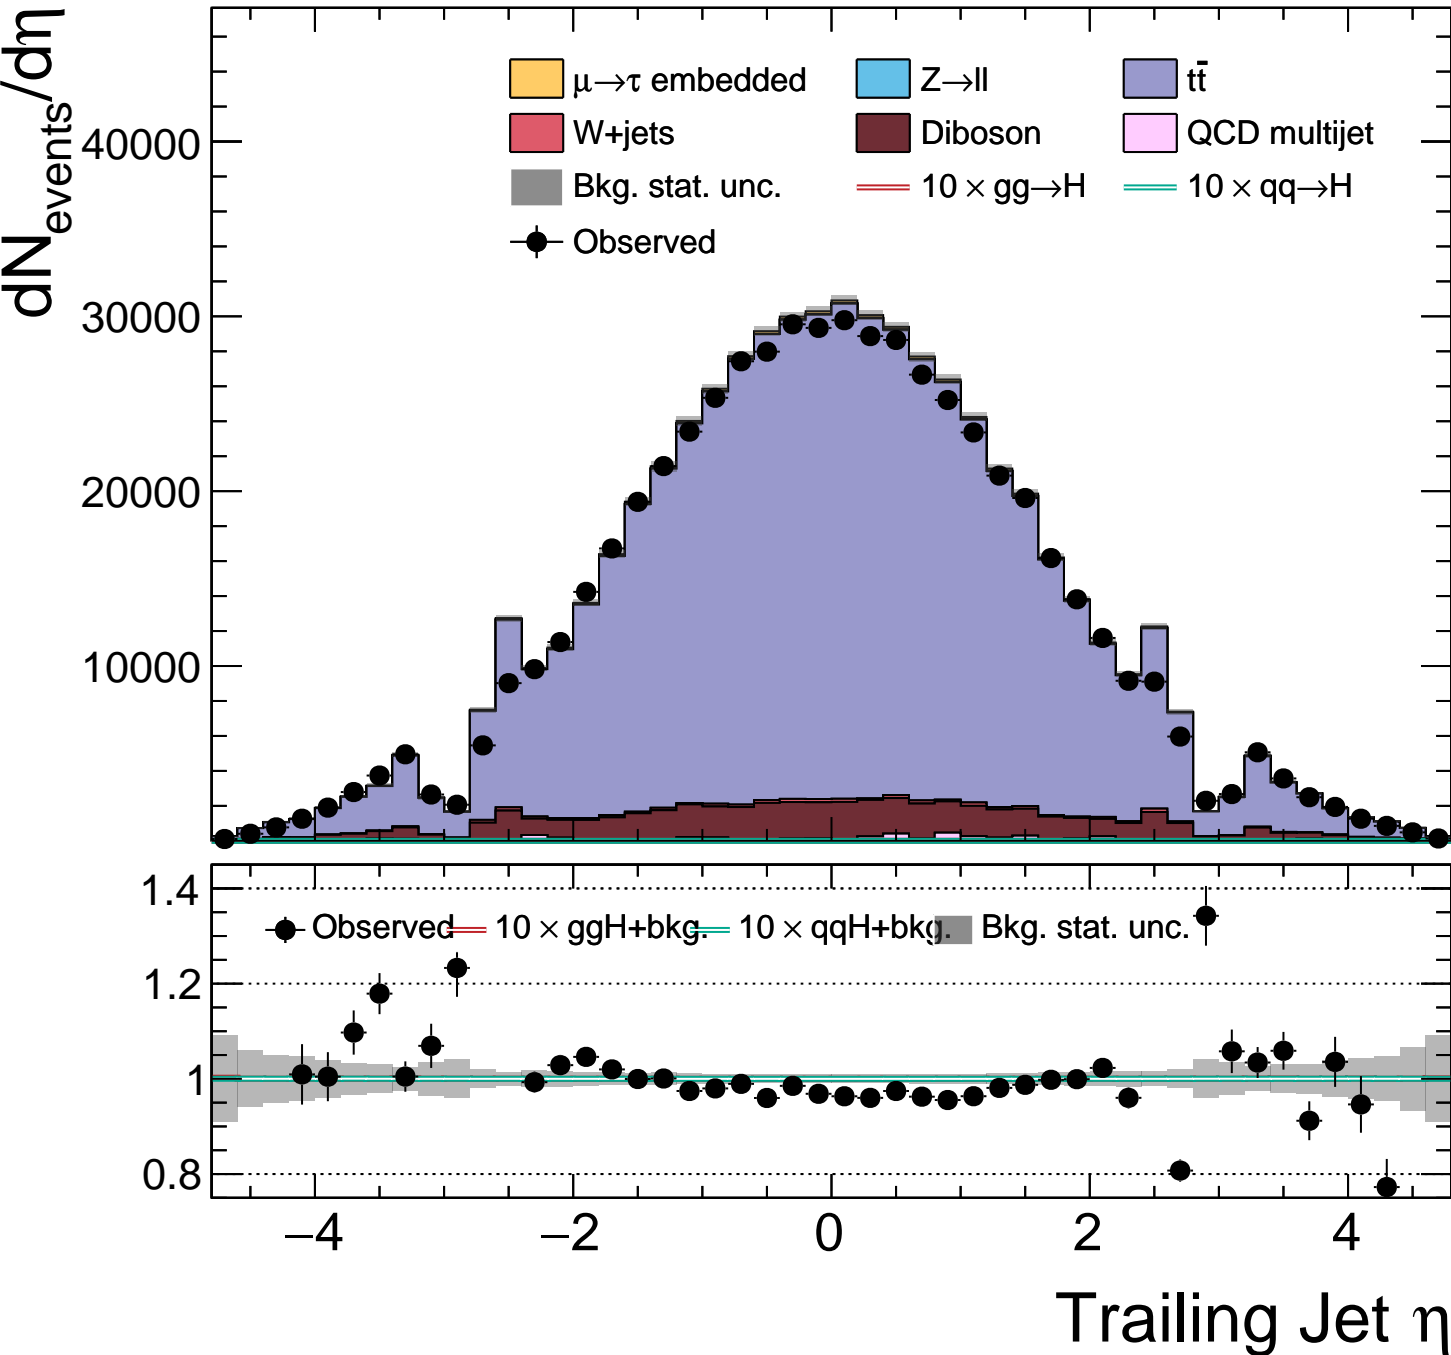 dN_events/dη
μ→τ embedded Z→ll tt̄
W+jets Diboson QCD multijet
Bkg. stat. unc. 10 × gg→H 10 × qq→H
Observed
40000
30000
20000
10000
1.4
Observed 10 × ggH+bkg. 10 × qqH+bkg. Bkg. stat. unc.
1.2
1
0.8
−4 −2 0 2 4
Trailing Jet η